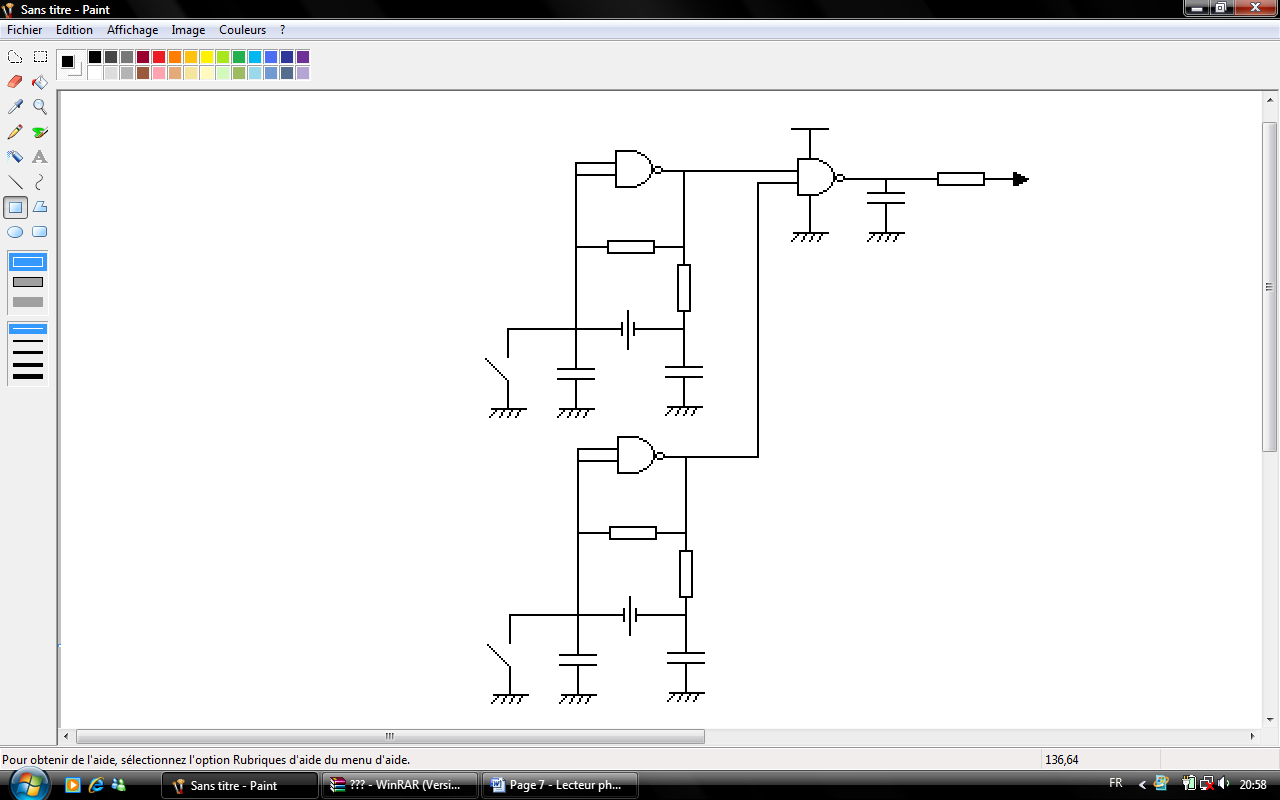 Sans titre - Paint
Fichier Edition Affichage Image Couleurs ?
Pour obtenir de l'aide, sélectionnez l'option Rubriques d'aide du menu d'aide.
136,64
Sans titre - Paint
??? - WinRAR (Versi...
Page 7 - Lecteur ph...
FR
20:58